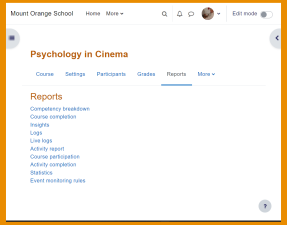 Mount Orange School Home More Edit mode
Psychology in Cinema
Course Settings Participants Grades Reports More
Reports
Competency breakdown
Course completion
Insights
Logs
Live logs
Activity report
Course participation
Activity completion
Statistics
Event monitoring rules
?